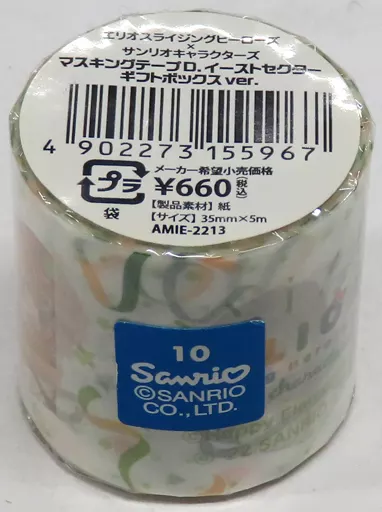 エリオスライジングヒーローズ
×
サンリオキャラクターズ
マスキングテープD.イーストセクター
ギフトボックスver.
4 902273 155967
プラ
袋
メーカー希望小売価格
¥660(税込)
【製品素材】紙
【サイズ】35mm×5m
AMIE-2213
10
Sanrio
©SANRIO
CO., LTD.